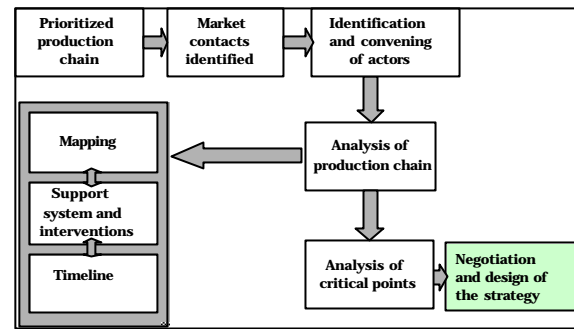 Prioritized
production
chain
Market
contacts
identified
Identification
and convening
of actors
Mapping
Support
system and
interventions
Timeline
Analysis of
production chain
Analysis of
critical points
Negotiation
and design of
the strategy